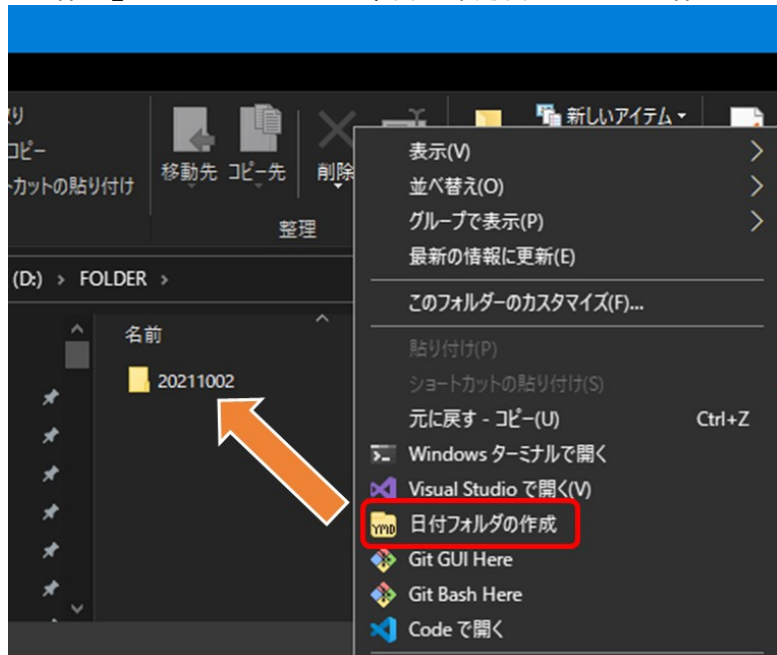 新しいアイテム
コピー
移動先 コピー先 削除
カットの貼り付け
整理
表示(V)
並べ替え(O)
グループで表示(P)
最新の情報に更新(E)
このフォルダーのカスタマイズ(F)...
貼り付け(P)
ショートカットの貼り付け(S)
元に戻す - コピー(U) Ctrl+Z
Windows ターミナルで開く
Visual Studio で開く(V)
YMD 日付フォルダの作成
Git GUI Here
Git Bash Here
Code で開く
(D:) > FOLDER >
名前
20211002